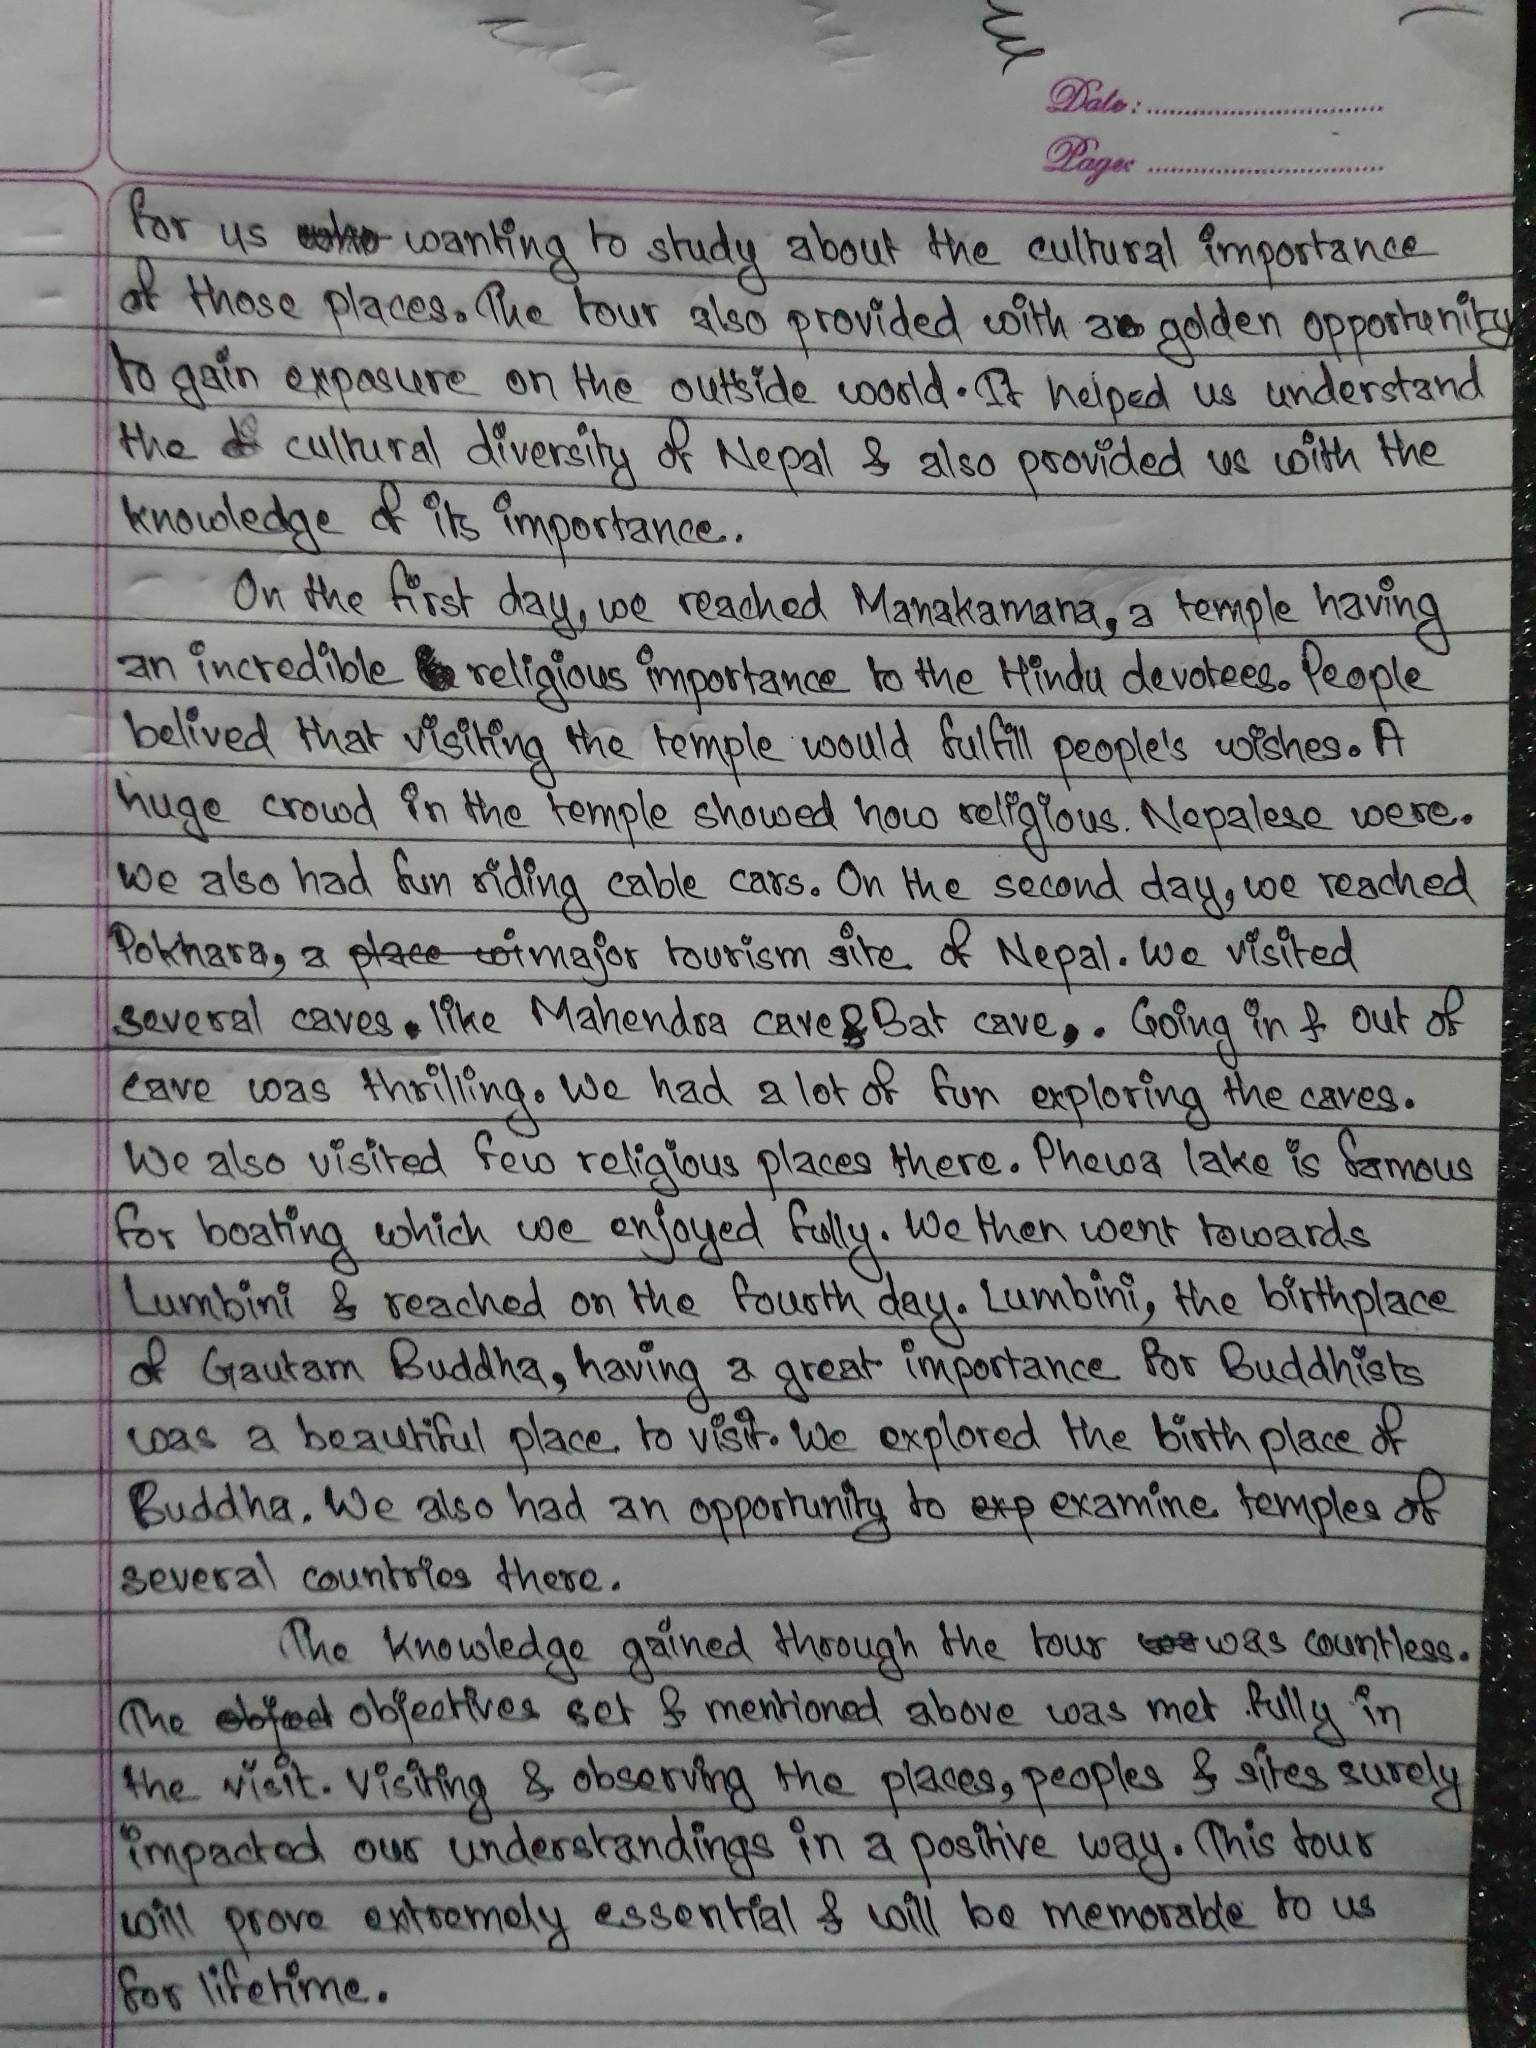 Date:
Page:
for us wanting to study about the cultural importance
of those places. The tour also provided with a golden opportunity
to gain exposure on the outside world. It helped us understand
the cultural diversity of Nepal & also provided us with the
knowledge of its importance.
On the first day, we reached Manakamana, a temple having
an incredible religious importance to the Hindu devotees. People
belived that visiting the temple would fulfill people's wishes. A
huge crowd in the temple showed how religious. Nepalese were.
We also had fun riding cable cars. On the second day, we reached
Pokhara, a place wi major tourism site of Nepal. We visited
several caves. like Mahendra cave & Bat cave,. Going in & out of
cave was thrilling. We had a lot of fun exploring the caves.
We also visited few religious places there. Phewa lake is famous
for boating which we enjoyed fully. We then went towards
Lumbini & reached on the fourth day. Lumbini, the birthplace
of Gautam Buddha, having a great importance for Buddhists
was a beautiful place to visit. We explored the birth place of
Buddha. We also had an opportunity to exp examine temples of
several countries there.
The knowledge gained through the tour was countless.
The object objectives set & mentioned above was met fully in
the visit. Visiting & observing the places, peoples & sites surely
impacted our understandings in a positive way. This tour
will prove extremely essential & will be memorable to us
for lifetime.